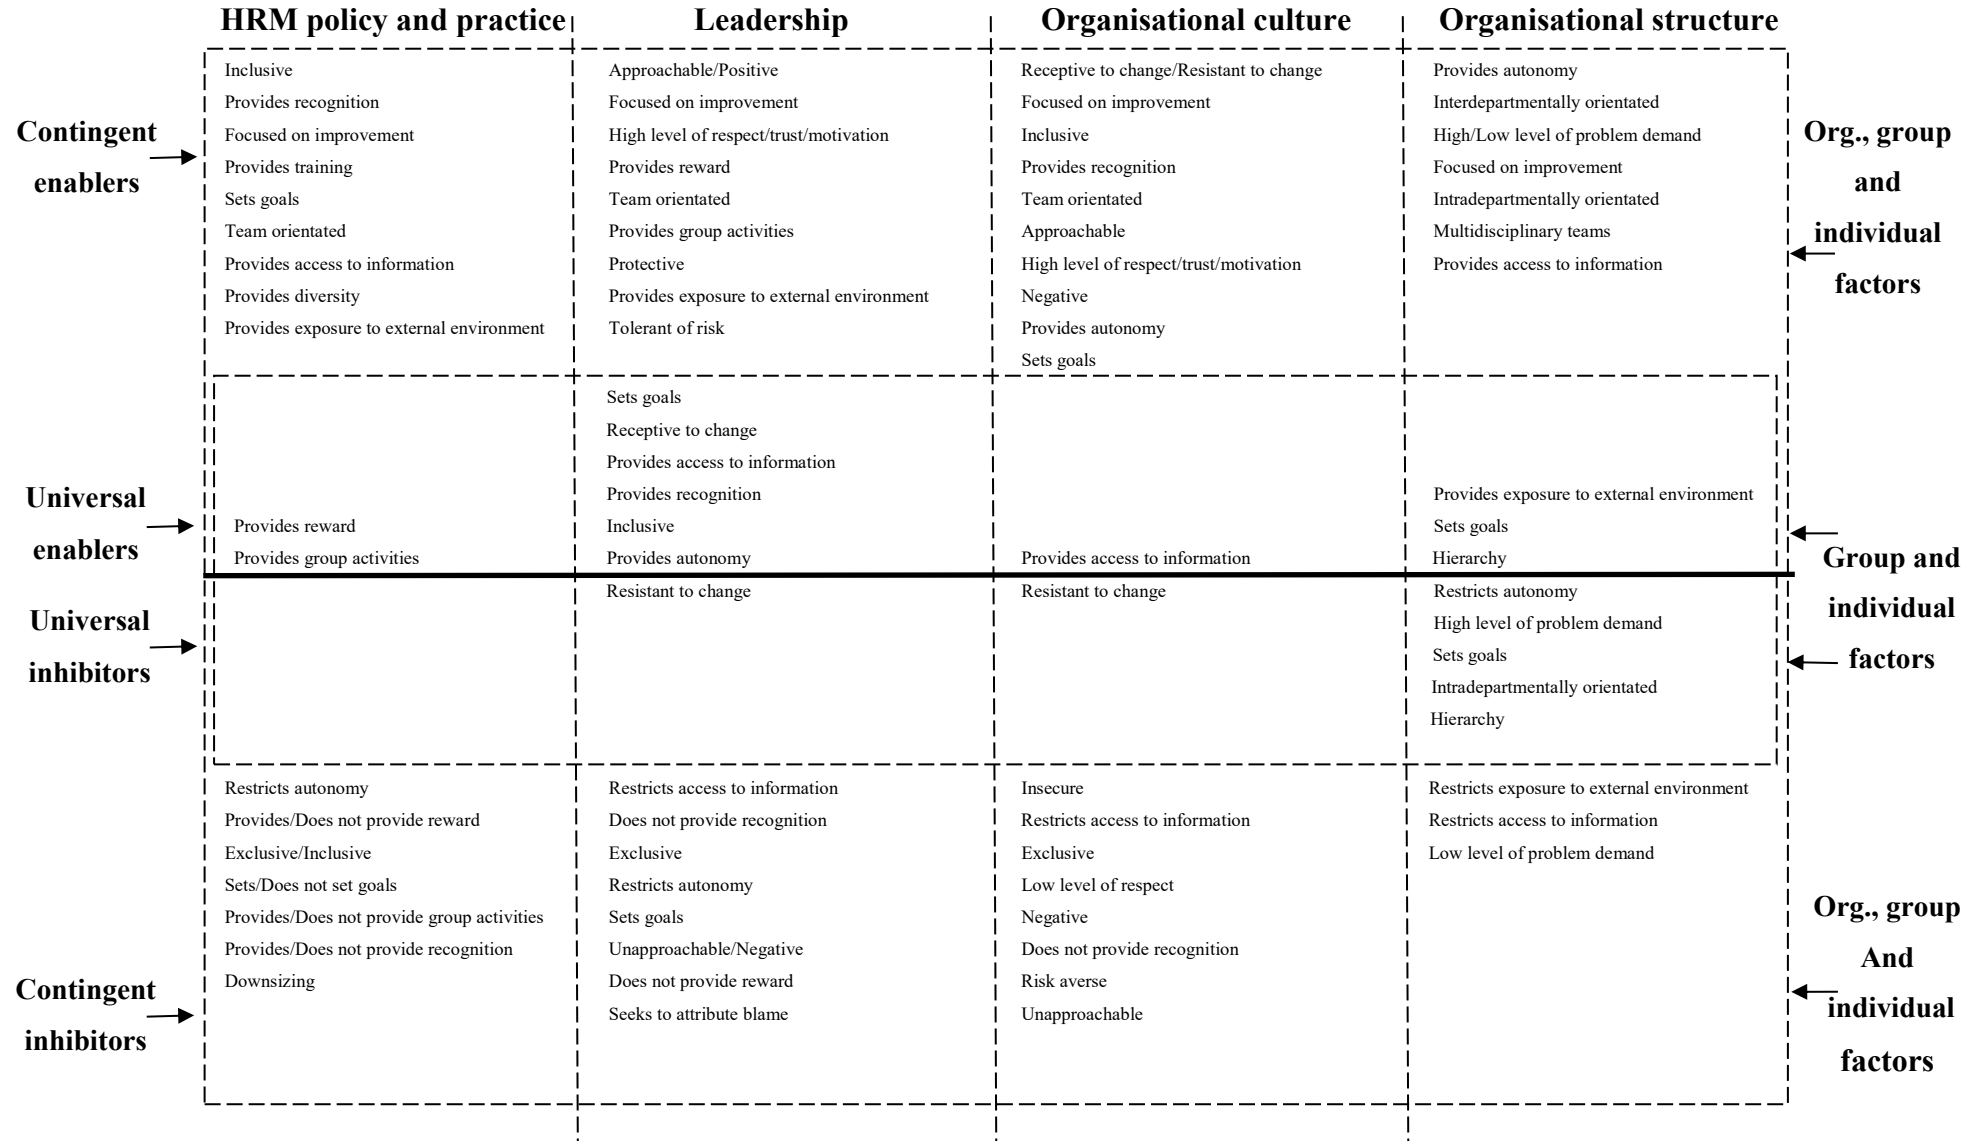 HRM policy and practice
Leadership
Organisational culture
Organisational structure
Contingent
enablers
Inclusive
Provides recognition
Focused on improvement
Provides training
Sets goals
Team orientated
Provides access to information
Provides diversity
Provides exposure to external environment
Approachable/Positive
Focused on improvement
High level of respect/trust/motivation
Provides reward
Team orientated
Provides group activities
Protective
Provides exposure to external environment
Tolerant of risk
Receptive to change/Resistant to change
Focused on improvement
Inclusive
Provides recognition
Team orientated
Approachable
High level of respect/trust/motivation
Negative
Provides autonomy
Sets goals
Provides autonomy
Interdepartmentally orientated
High/Low level of problem demand
Focused on improvement
Intradepartmentally orientated
Multidisciplinary teams
Provides access to information
Org., group
and
individual
factors
Universal
enablers
Provides reward
Provides group activities
Sets goals
Receptive to change
Provides access to information
Provides recognition
Inclusive
Provides autonomy
Provides access to information
Provides exposure to external environment
Sets goals
Hierarchy
Group and
individual
factors
Universal
inhibitors
Resistant to change
Resistant to change
Restricts autonomy
High level of problem demand
Sets goals
Intradepartmentally orientated
Hierarchy
Contingent
inhibitors
Restricts autonomy
Provides/Does not provide reward
Exclusive/Inclusive
Sets/Does not set goals
Provides/Does not provide group activities
Provides/Does not provide recognition
Downsizing
Restricts access to information
Does not provide recognition
Exclusive
Restricts autonomy
Sets goals
Unapproachable/Negative
Does not provide reward
Seeks to attribute blame
Insecure
Restricts access to information
Exclusive
Low level of respect
Negative
Does not provide recognition
Risk averse
Unapproachable
Restricts exposure to external environment
Restricts access to information
Low level of problem demand
Org., group
And
individual
factors